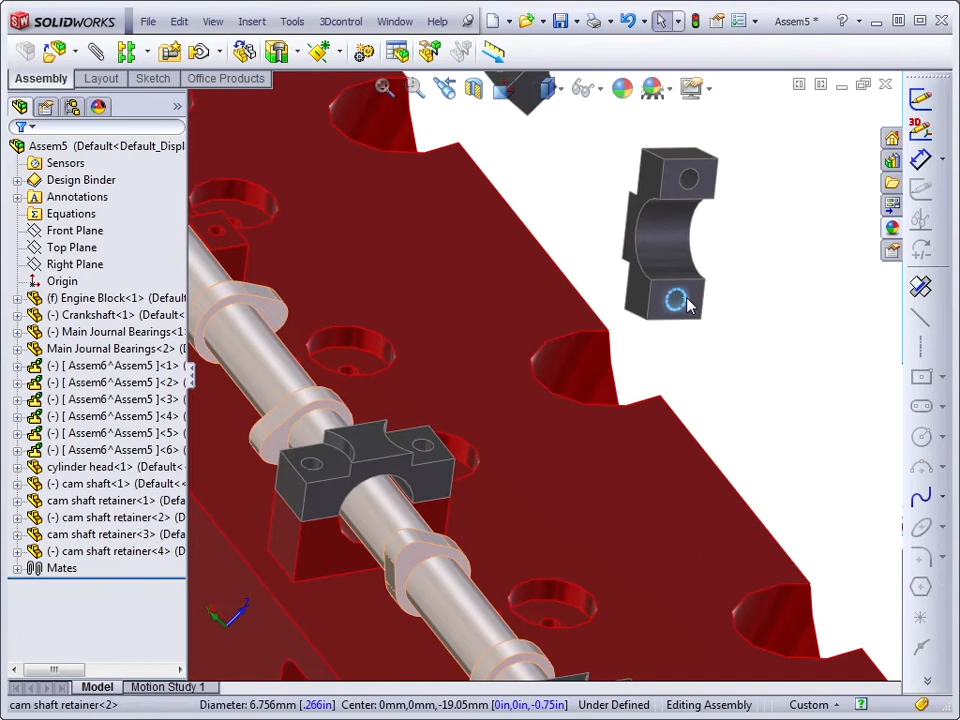 SOLIDWORKS File Edit View Insert Tools 3Dcontrol Window Help Assem5 *
Assembly Layout Sketch Office Products
3D
Assem5 (Default<Default_Displ
Sensors
Design Binder
Annotations
Equations
Front Plane
Top Plane
Right Plane
Origin
(f) Engine Block<1> (Default
(-) Crankshaft<1> (Default<
(-) Main Journal Bearings<1>
Main Journal Bearings<2> (
(-) [ Assem6^Assem5 ]<1> (
(-) [ Assem6^Assem5 ]<2> (
(-) [ Assem6^Assem5 ]<3> (
(-) [ Assem6^Assem5 ]<4> (
(-) [ Assem6^Assem5 ]<5> (
(-) [ Assem6^Assem5 ]<6> (
cylinder head<1> (Default<
(-) cam shaft<1> (Default<
cam shaft retainer<1> (Defa
(-) cam shaft retainer<2> (D
cam shaft retainer<3> (Defa
(-) cam shaft retainer<4> (D
Mates
Model Motion Study 1
cam shaft retainer<2> Diameter: 6.756mm [.266in] Center: 0mm,0mm,-19.05mm [0in,0in,-0.75in] Under Defined Editing Assembly Custom